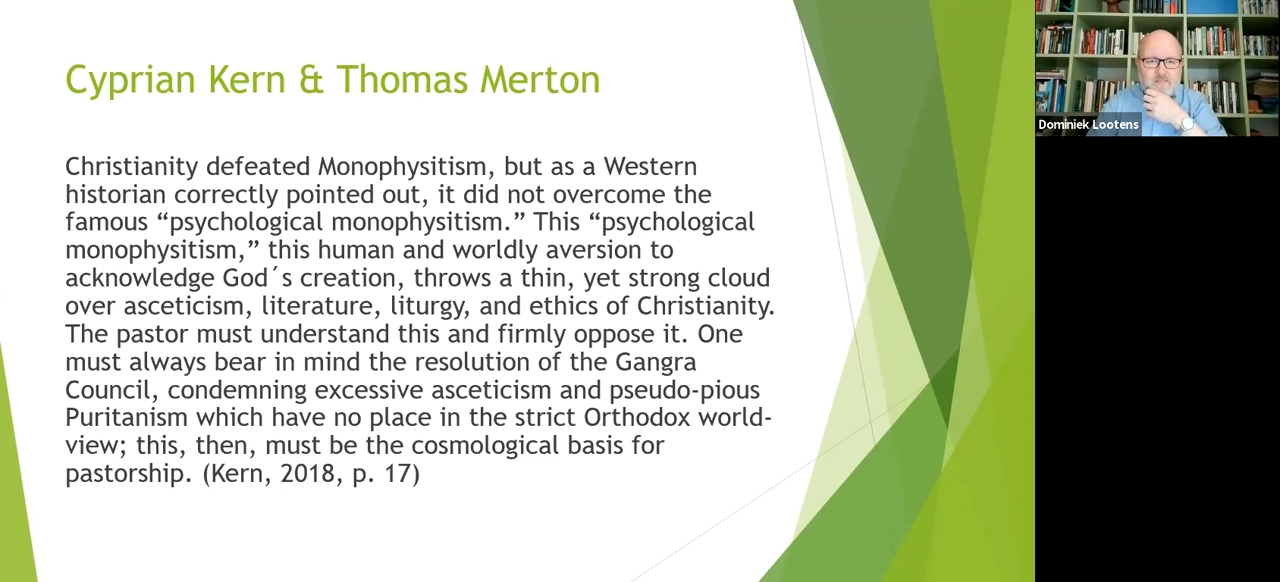 Cyprian Kern & Thomas Merton
Christianity defeated Monophysitism, but as a Western
historian correctly pointed out, it did not overcome the
famous “psychological monophysitism.” This “psychological
monophysitism,” this human and worldly aversion to
acknowledge God´s creation, throws a thin, yet strong cloud
over asceticism, literature, liturgy, and ethics of Christianity.
The pastor must understand this and firmly oppose it. One
must always bear in mind the resolution of the Gangra
Council, condemning excessive asceticism and pseudo-pious
Puritanism which have no place in the strict Orthodox world-
view; this, then, must be the cosmological basis for
pastorship. (Kern, 2018, p. 17)
Dominiek Lootens